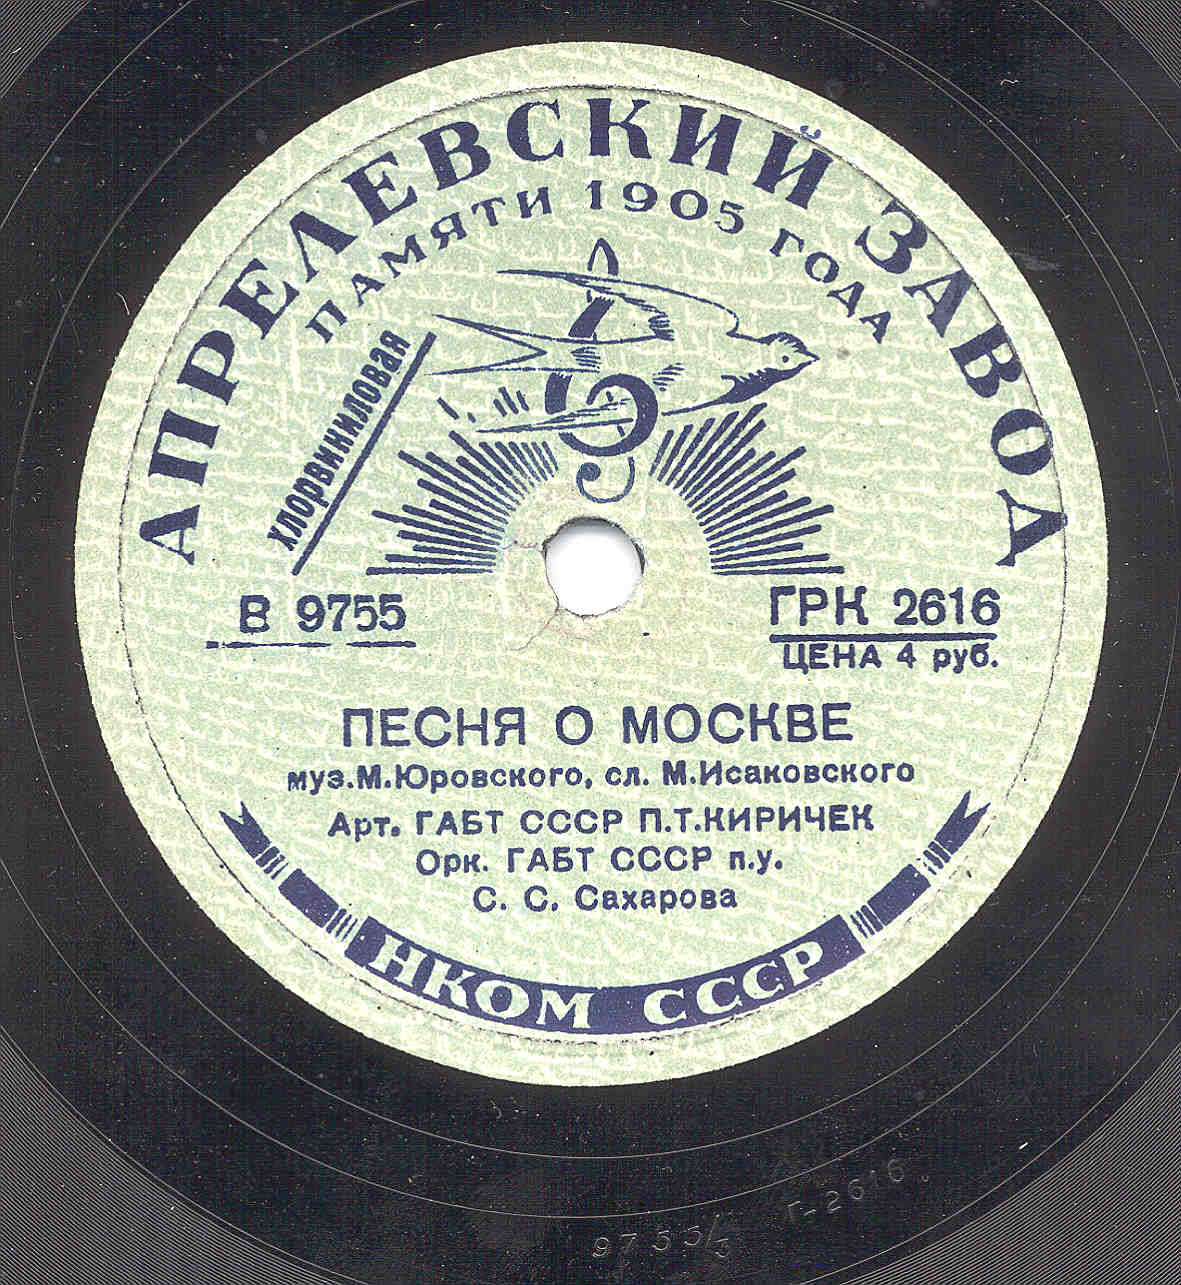 АПРЕЛЕВСКИЙ ЗАВОД
ПАМЯТИ 1905 ГОДА
хлорвиниловая
В 9755
ГРК 2616
ЦЕНА 4 руб.
ПЕСНЯ О МОСКВЕ
муз.М.Юровского, сл. М.Исаковского
Арт. ГАБТ СССР П.Т.КИРИЧЕК
Орк. ГАБТ СССР п.у.
С. С. Сахарова
НКОМ СССР
9755/3 Г-2616